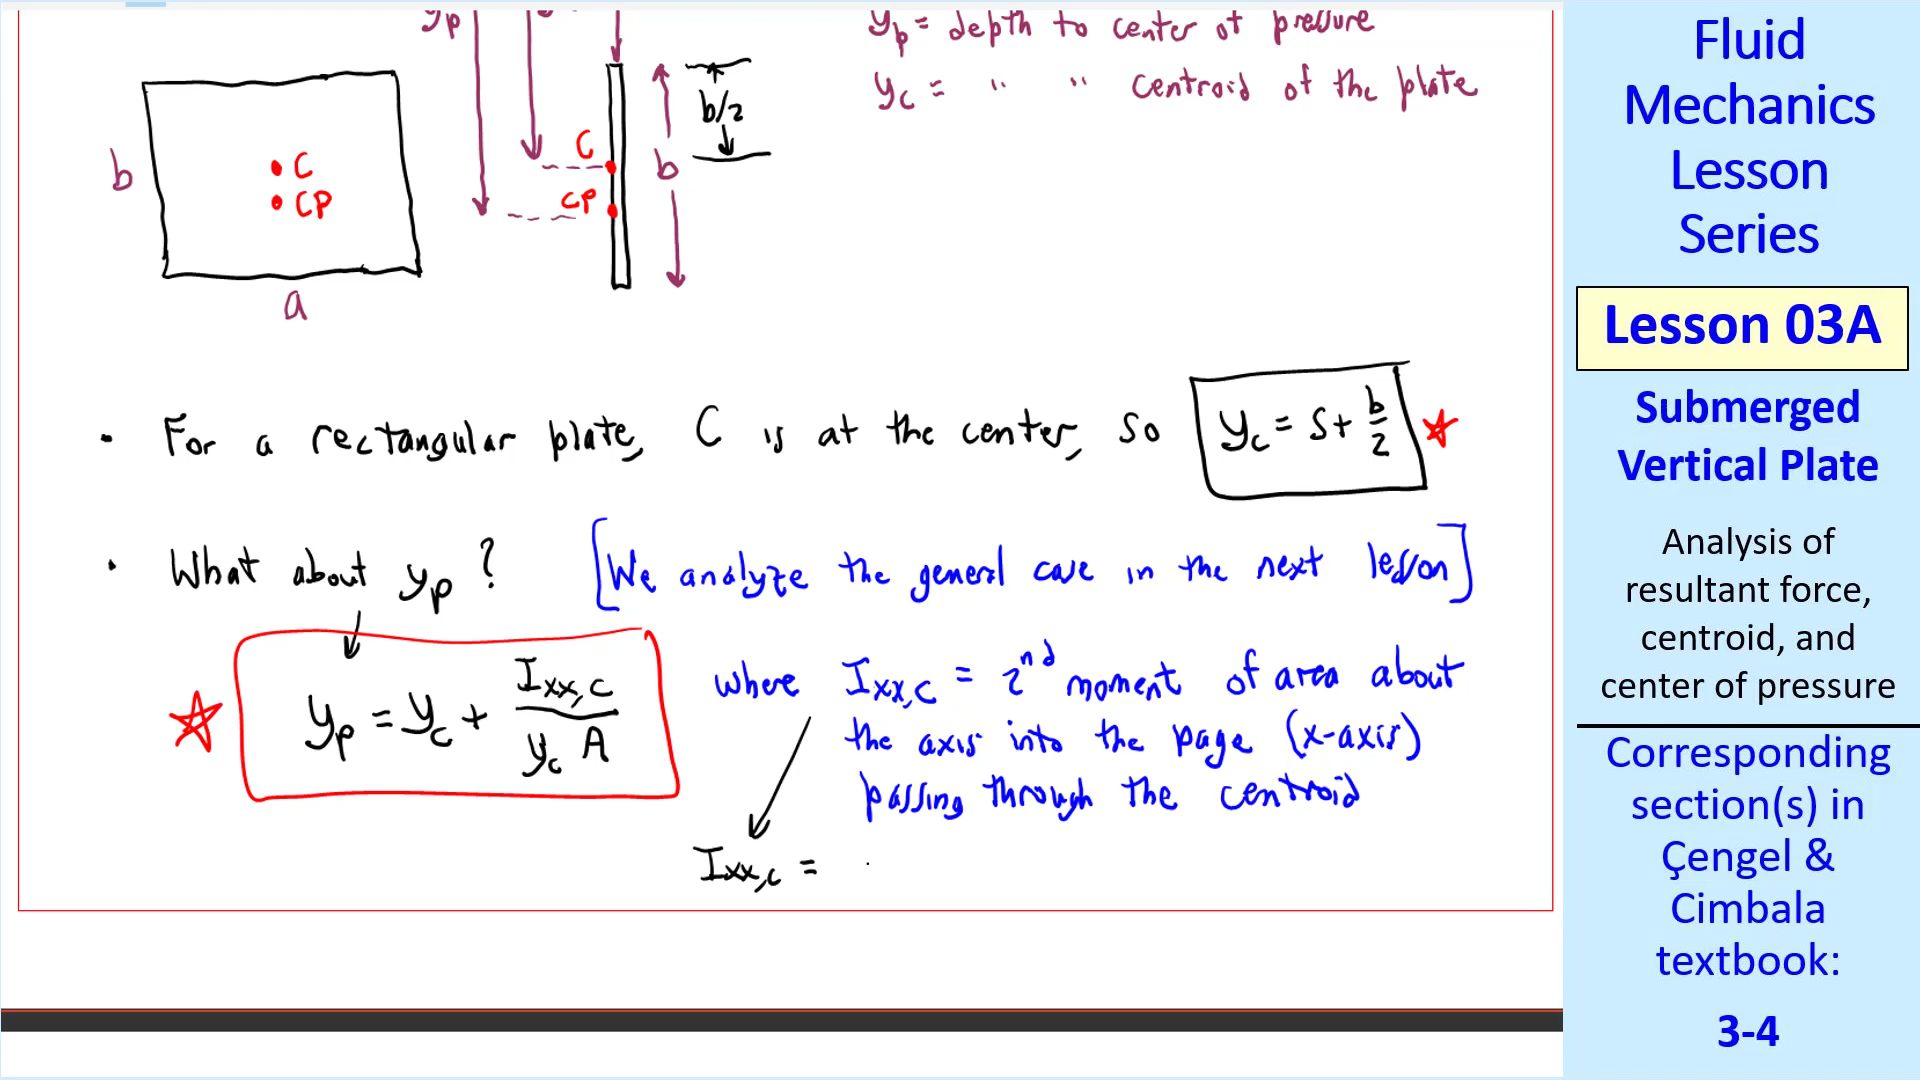 yp
yp = depth to center of pressure
yc = " " centroid of the plate
b/2
b
C
CP
C
CP
b
a
• For a rectangular plate, C is at the center, so yc = s + b/2
• What about yp ? [We analyze the general case in the next lesson]
yp = yc + Ixx,c / yc A
where Ixx,c = 2nd moment of area about
the axis into the page (x-axis)
passing through the centroid
Ixx,c =
Fluid
Mechanics
Lesson
Series
Lesson 03A
Submerged
Vertical Plate
Analysis of
resultant force,
centroid, and
center of pressure
Corresponding
section(s) in
Çengel &
Cimbala
textbook:
3-4